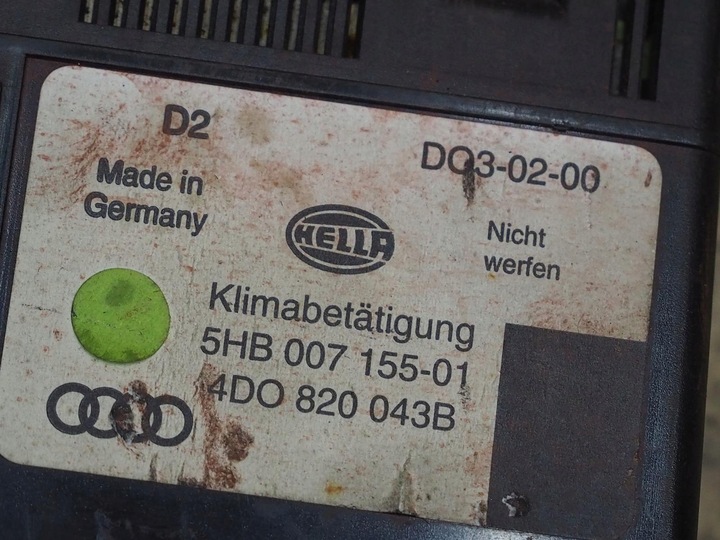 D2
DO3-02-00
Made in
Germany
HELLA
Nicht
werfen
Klimabetätigung
5HB 007 155-01
4DO 820 043B